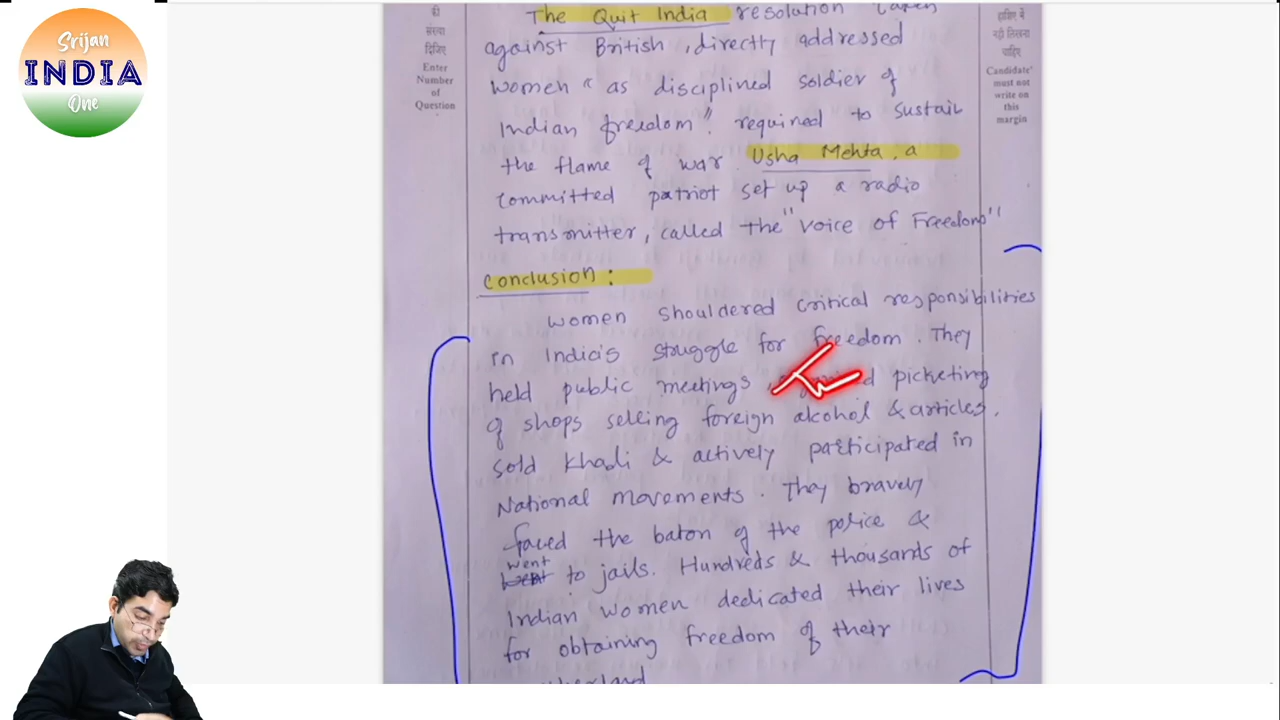 Srijan
INDIA
One
की
संख्या
दिजिए
Enter
Number
of
Question
हाशिए में
नहीं लिखना
चाहिए
Candidate'
must not
write on
this
margin
The Quit India resolution taken
against British, directly addressed
women " as disciplined soldier of
Indian freedom". required to sustain
the flame of war. Usha Mehta, a
committed patriot set up a radio
transmitter, called the "voice of Freedom"
Conclusion :
women shouldered critical responsibilities
in India's struggle for freedom. They
held public meetings, picketing
of shops selling foreign alcohol & articles.
sold khadi & actively participated in
National movements. They bravely
faced the baton of the police &
went
to jails. Hundreds & thousands of
Indian women dedicated their lives
for obtaining freedom of their